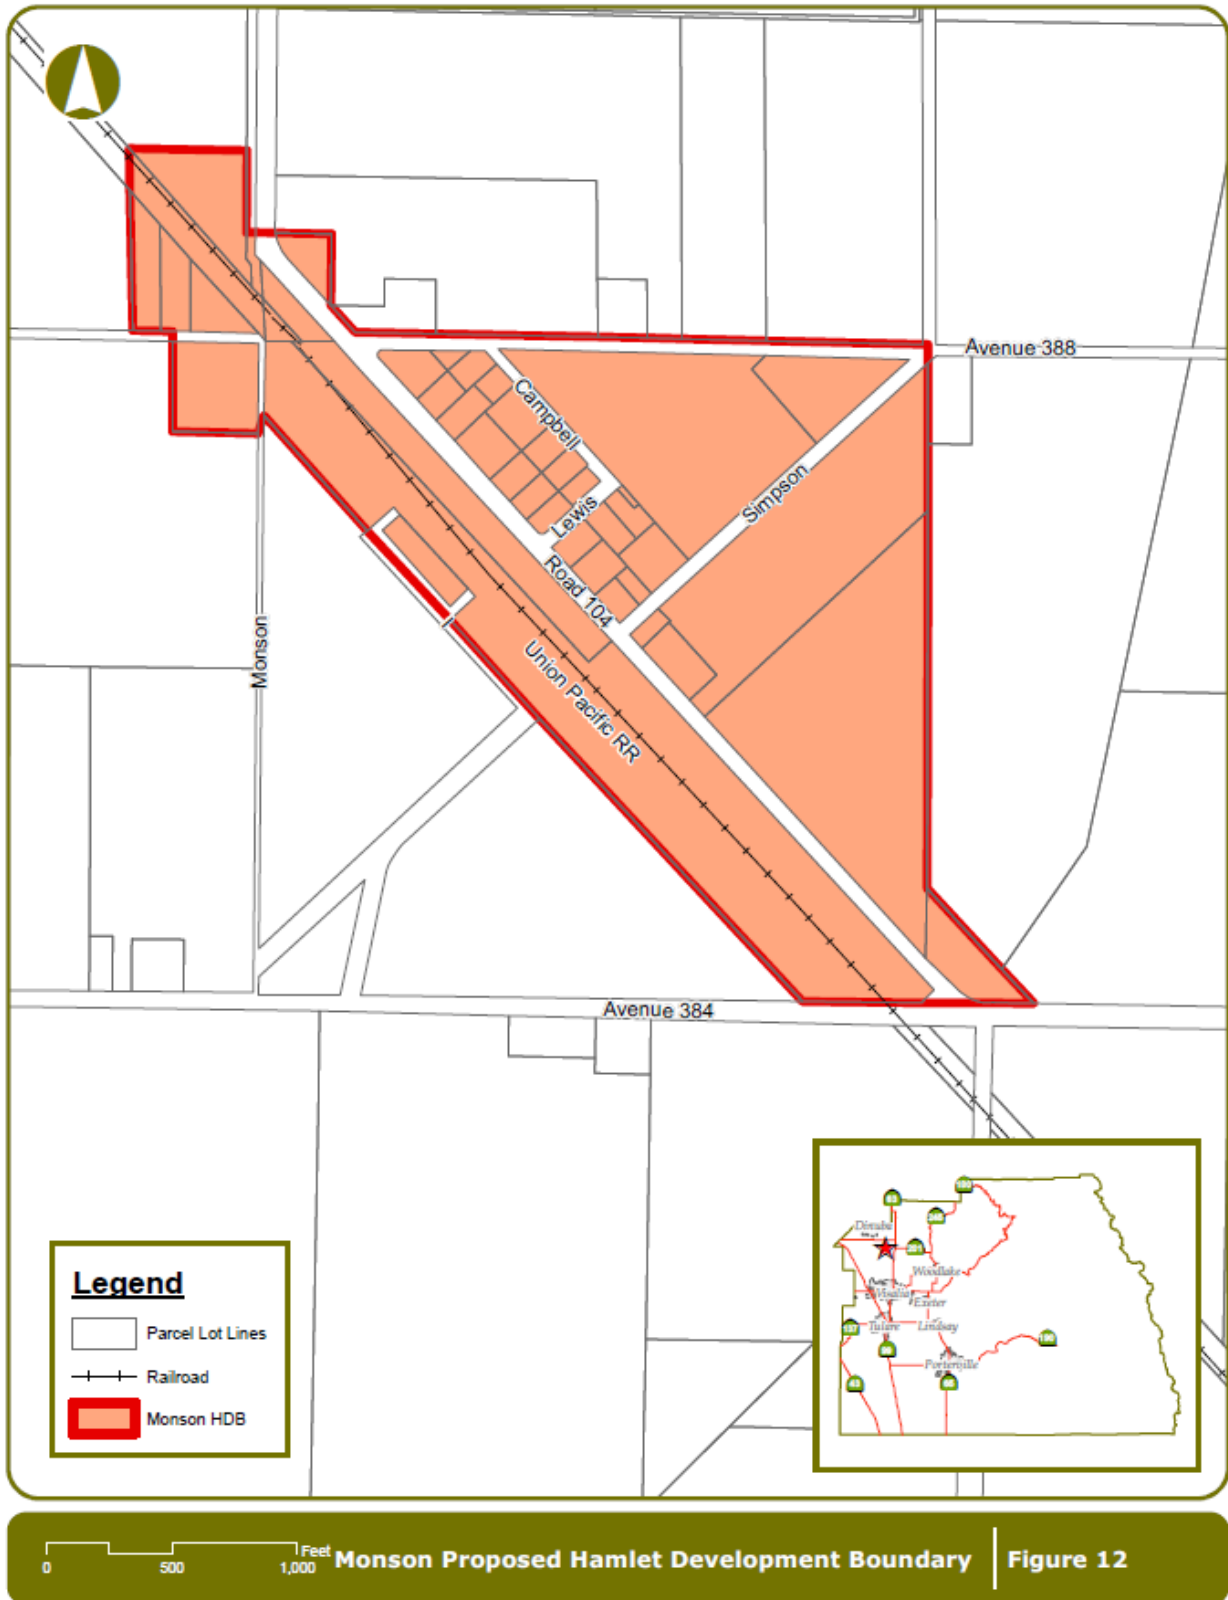 Avenue 388
Campbell
Simpson
Lewis
Road 104
Monson
Union Pacific RR
Avenue 384
Legend
Parcel Lot Lines
Railroad
Monson HDB
Dinuba
Woodlake
Visalia
Exeter
Tulare
Lindsay
Porterville
0 500 1,000 Feet
Monson Proposed Hamlet Development Boundary
Figure 12